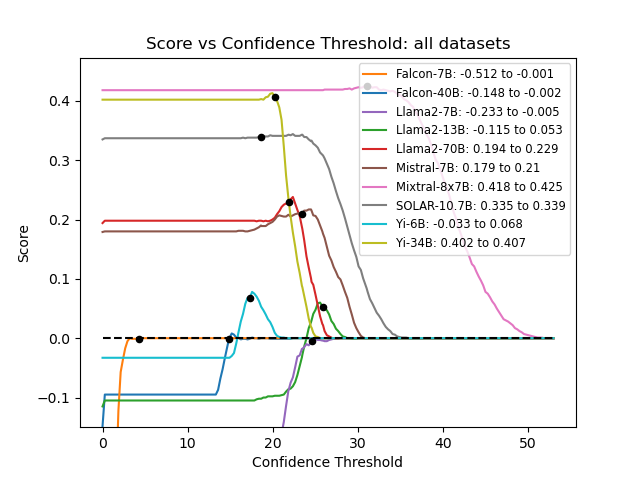 Score vs Confidence Threshold: all datasets
Falcon-7B: -0.512 to -0.001
Falcon-40B: -0.148 to -0.002
Llama2-7B: -0.233 to -0.005
Llama2-13B: -0.115 to 0.053
Llama2-70B: 0.194 to 0.229
Mistral-7B: 0.179 to 0.21
Mixtral-8x7B: 0.418 to 0.425
SOLAR-10.7B: 0.335 to 0.339
Yi-6B: -0.033 to 0.068
Yi-34B: 0.402 to 0.407
Score
0.4
0.3
0.2
0.1
0.0
−0.1
0 10 20 30 40 50
Confidence Threshold